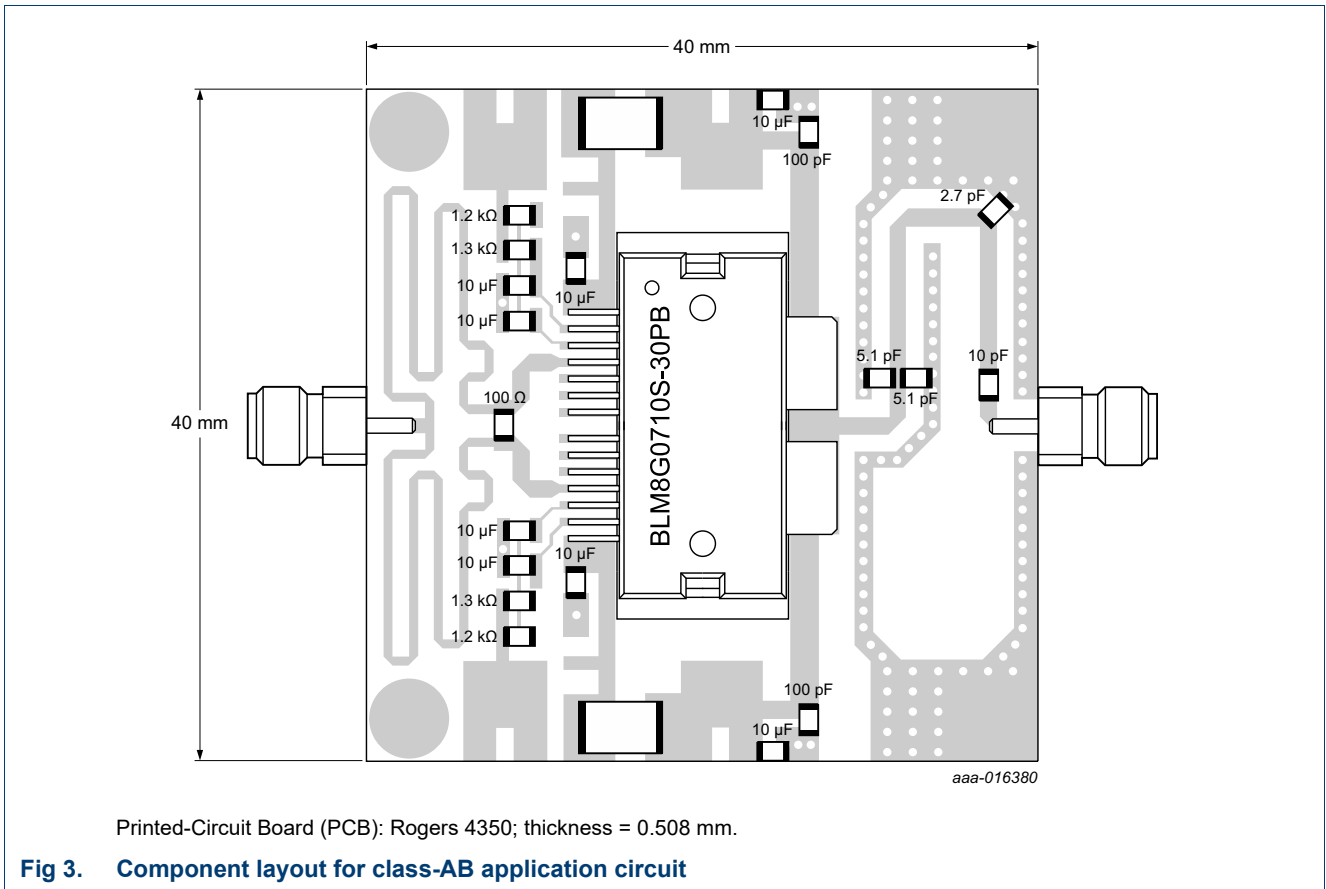 40 mm
10 µF
100 pF
2.7 pF
1.2 kΩ
1.3 kΩ
10 µF
10 µF
10 µF
40 mm
100 Ω
BLM8G0710S-30PB
5.1 pF
10 pF
5.1 pF
10 µF
10 µF
10 µF
1.3 kΩ
1.2 kΩ
100 pF
10 µF
aaa-016380
Printed-Circuit Board (PCB): Rogers 4350; thickness = 0.508 mm.
Fig 3. Component layout for class-AB application circuit